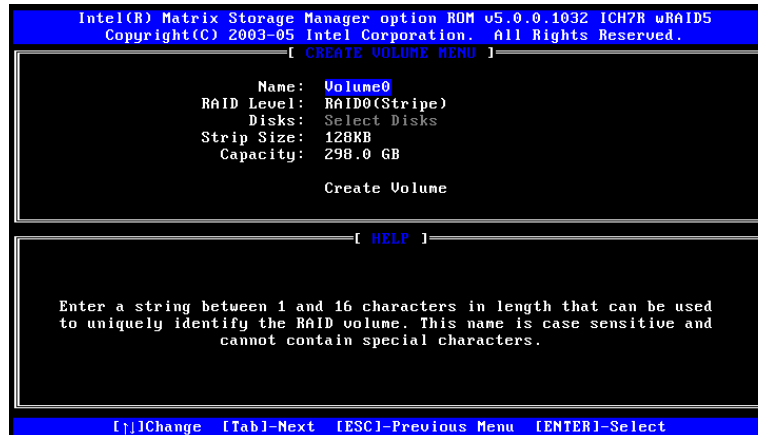 Intel(R) Matrix Storage Manager option ROM v5.0.0.1032 ICH7R wRAID5
Copyright(C) 2003-05 Intel Corporation. All Rights Reserved.
[ CREATE VOLUME MENU ]
Name: Volume0
RAID Level: RAID0(Stripe)
Disks: Select Disks
Strip Size: 128KB
Capacity: 298.0 GB
Create Volume
[ HELP ]
Enter a string between 1 and 16 characters in length that can be used
to uniquely identify the RAID volume. This name is case sensitive and
cannot contain special characters.
[↑↓]Change [Tab]-Next [ESC]-Previous Menu [ENTER]-Select